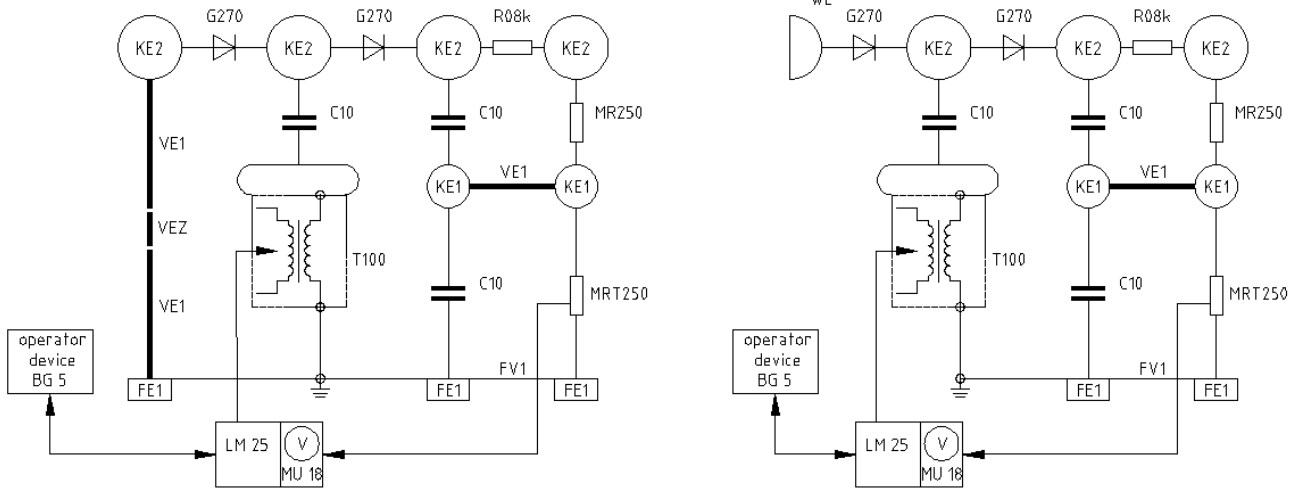 G270
G270
R08k
KE2
KE2
KE2
KE2
C10
C10
MR250
VE1
VE1
KE1
KE1
VEZ
T100
C10
MRT250
VE1
operator
device
BG 5
FV1
FE1
FE1
FE1
LM 25
V
MU 18
G270
G270
R08k
KE2
KE2
KE2
C10
C10
MR250
VE1
KE1
KE1
T100
C10
MRT250
operator
device
BG 5
FV1
FE1
FE1
LM 25
V
MU 18